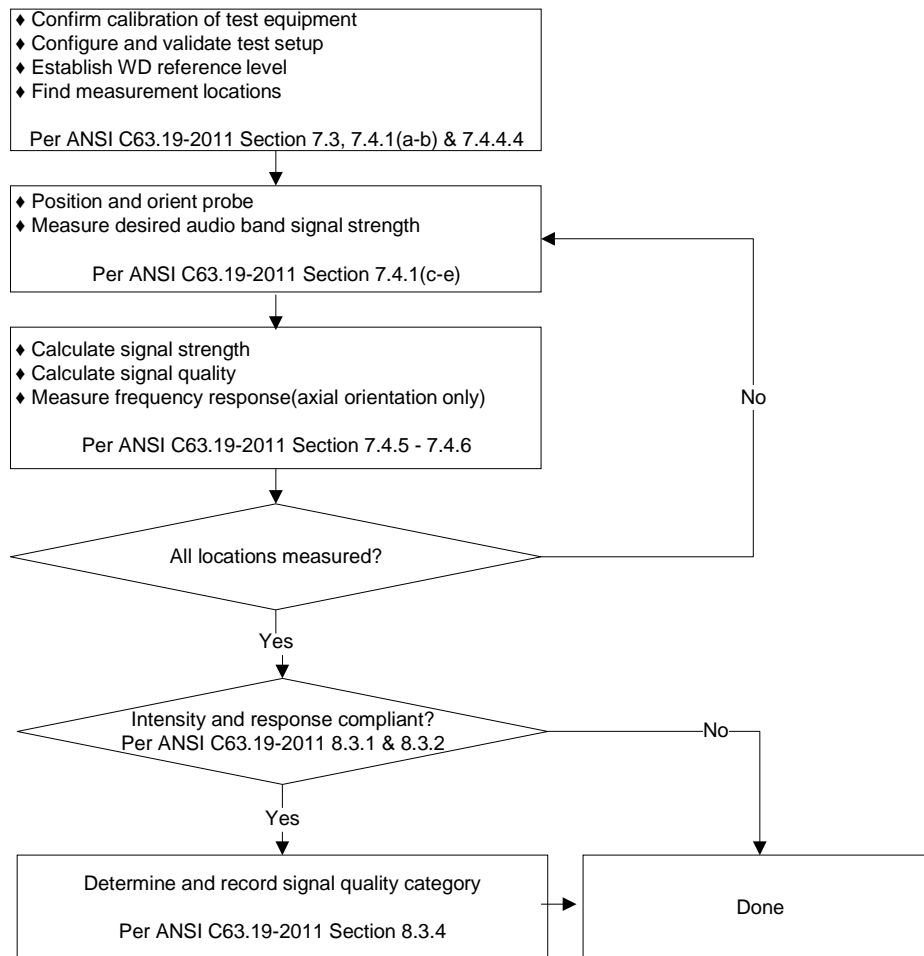 ♦ Confirm calibration of test equipment
♦ Configure and validate test setup
♦ Establish WD reference level
♦ Find measurement locations
Per ANSI C63.19-2011 Section 7.3, 7.4.1(a-b) & 7.4.4.4
♦ Position and orient probe
♦ Measure desired audio band signal strength
Per ANSI C63.19-2011 Section 7.4.1(c-e)
♦ Calculate signal strength
♦ Calculate signal quality
♦ Measure frequency response(axial orientation only)
Per ANSI C63.19-2011 Section 7.4.5 - 7.4.6
No
All locations measured?
Yes
Intensity and response compliant?
Per ANSI C63.19-2011 8.3.1 & 8.3.2
No
Yes
Determine and record signal quality category
Per ANSI C63.19-2011 Section 8.3.4
Done